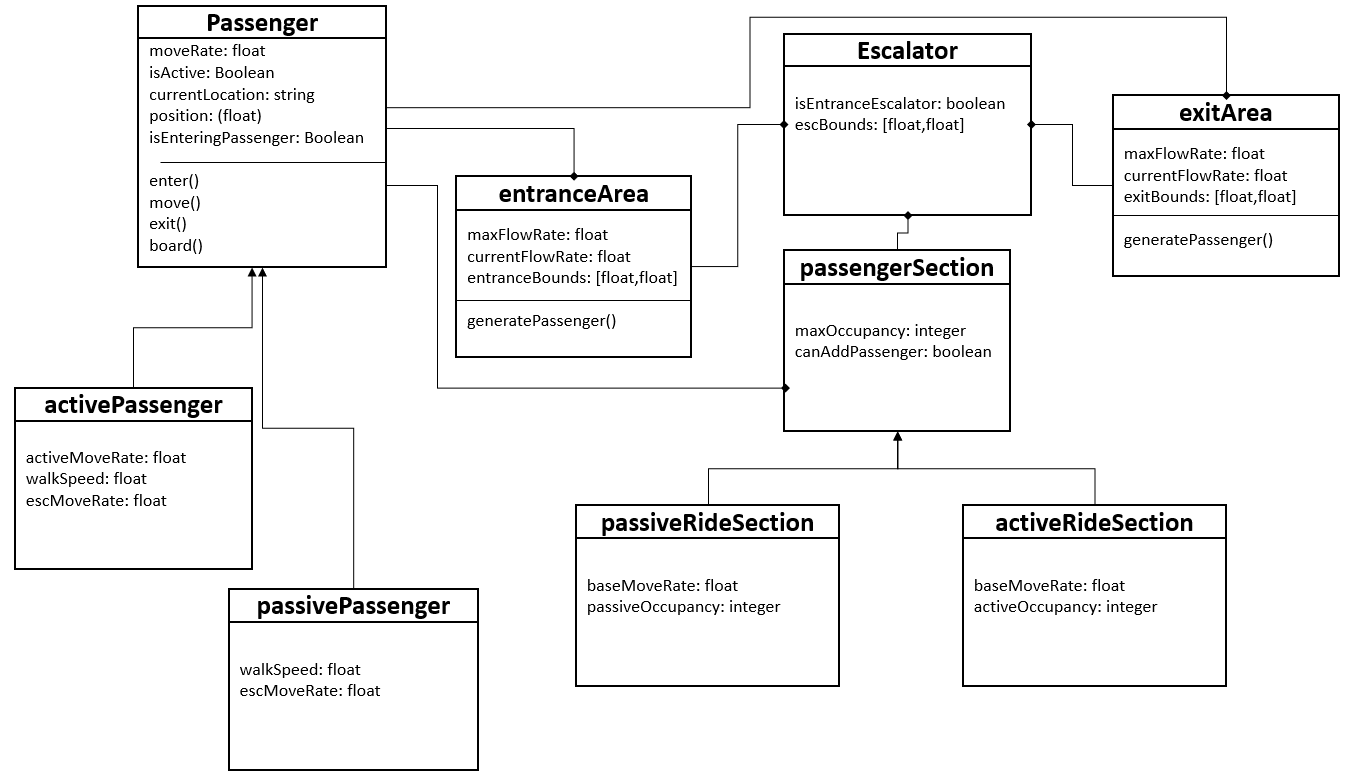 Passenger
moveRate: float
isActive: Boolean
currentLocation: string
position: (float)
isEnteringPassenger: Boolean
enter()
move()
exit()
board()
Escalator
isEntranceEscalator: boolean
escBounds: [float,float]
exitArea
maxFlowRate: float
currentFlowRate: float
exitBounds: [float,float]
generatePassenger()
entranceArea
maxFlowRate: float
currentFlowRate: float
entranceBounds: [float,float]
generatePassenger()
passengerSection
maxOccupancy: integer
canAddPassenger: boolean
activePassenger
activeMoveRate: float
walkSpeed: float
escMoveRate: float
passivePassenger
walkSpeed: float
escMoveRate: float
passiveRideSection
baseMoveRate: float
passiveOccupancy: integer
activeRideSection
baseMoveRate: float
activeOccupancy: integer